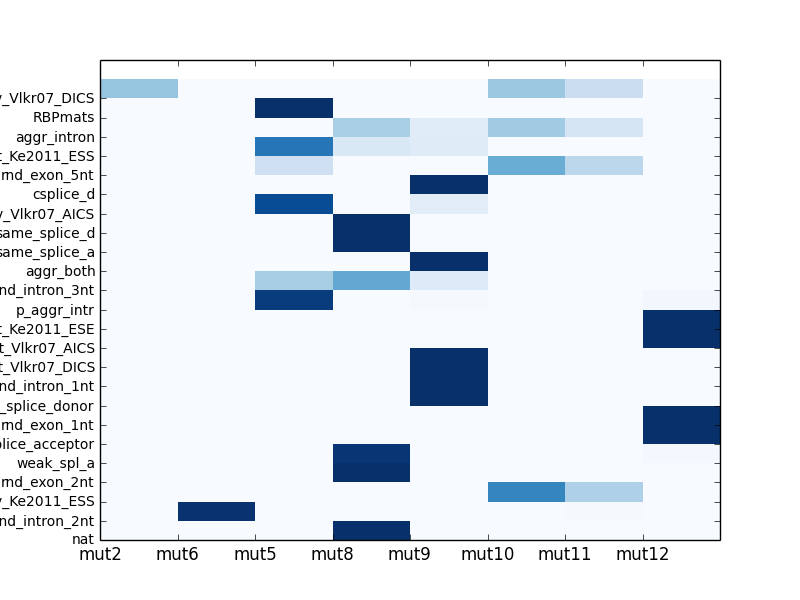 y_Vlkr07_DICS
RBPmats
aggr_intron
t_Ke2011_ESS
rnd_exon_5nt
csplice_d
y_Vlkr07_AICS
same_splice_d
same_splice_a
aggr_both
nd_intron_3nt
p_aggr_intr
t_Ke2011_ESE
t_Vlkr07_AICS
t_Vlkr07_DICS
nd_intron_1nt
_splice_donor
rnd_exon_1nt
plice_acceptor
weak_spl_a
rnd_exon_2nt
y_Ke2011_ESS
nd_intron_2nt
nat
mut2 mut6 mut5 mut8 mut9 mut10 mut11 mut12